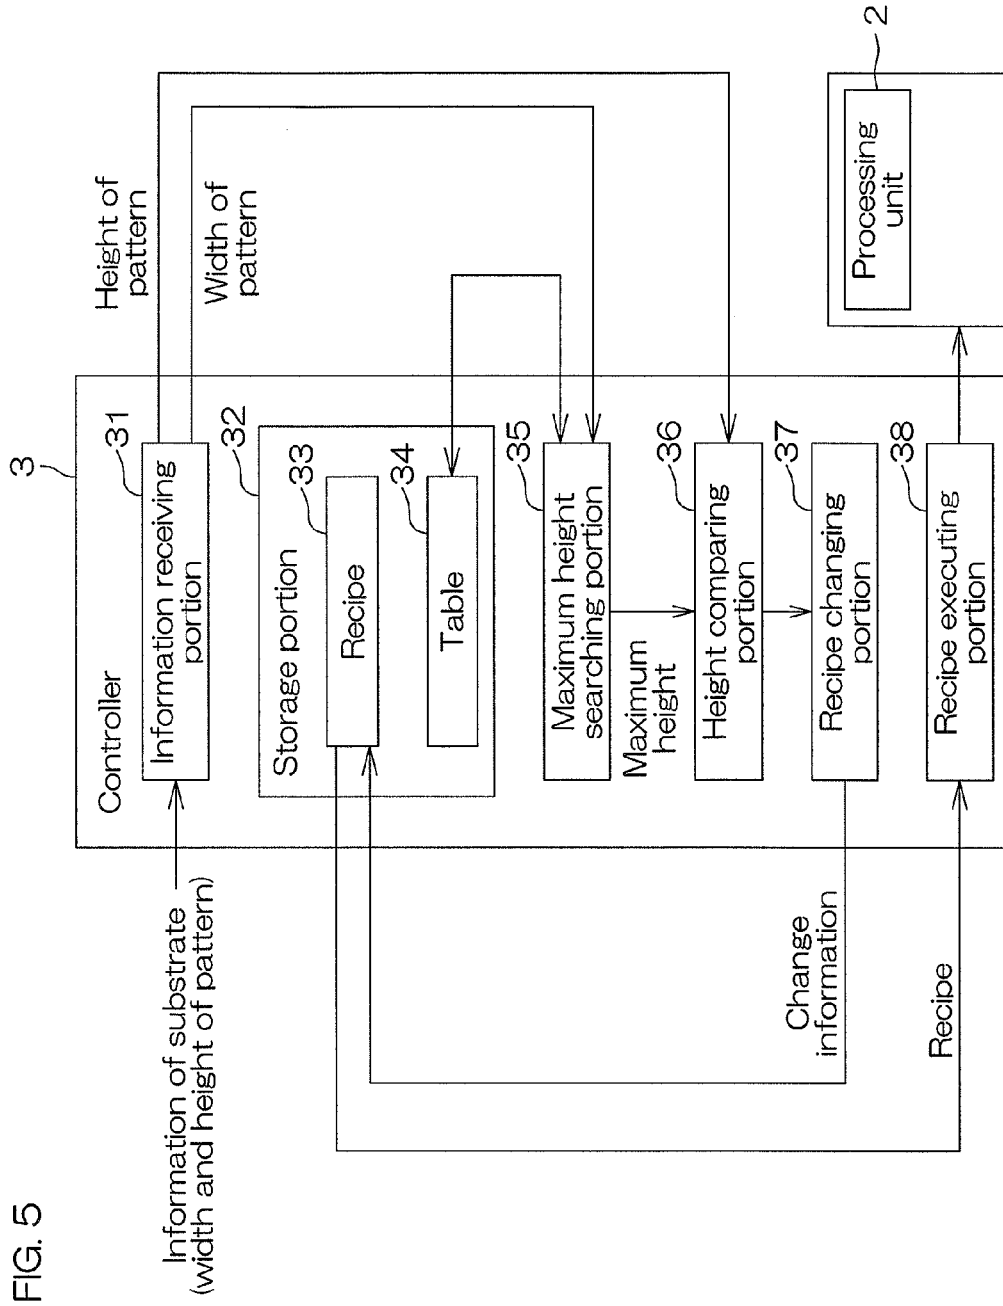 FIG. 5
Information of substrate
(width and height of pattern)
3
Controller
31
Information receiving
portion
Height of
pattern
Width of
pattern
32
Storage portion
33
Recipe
34
Table
35
Maximum height
searching portion
Maximum
height
36
Height comparing
portion
37
Recipe changing
portion
Change
information
38
Recipe executing
portion
Recipe
2
Processing
unit